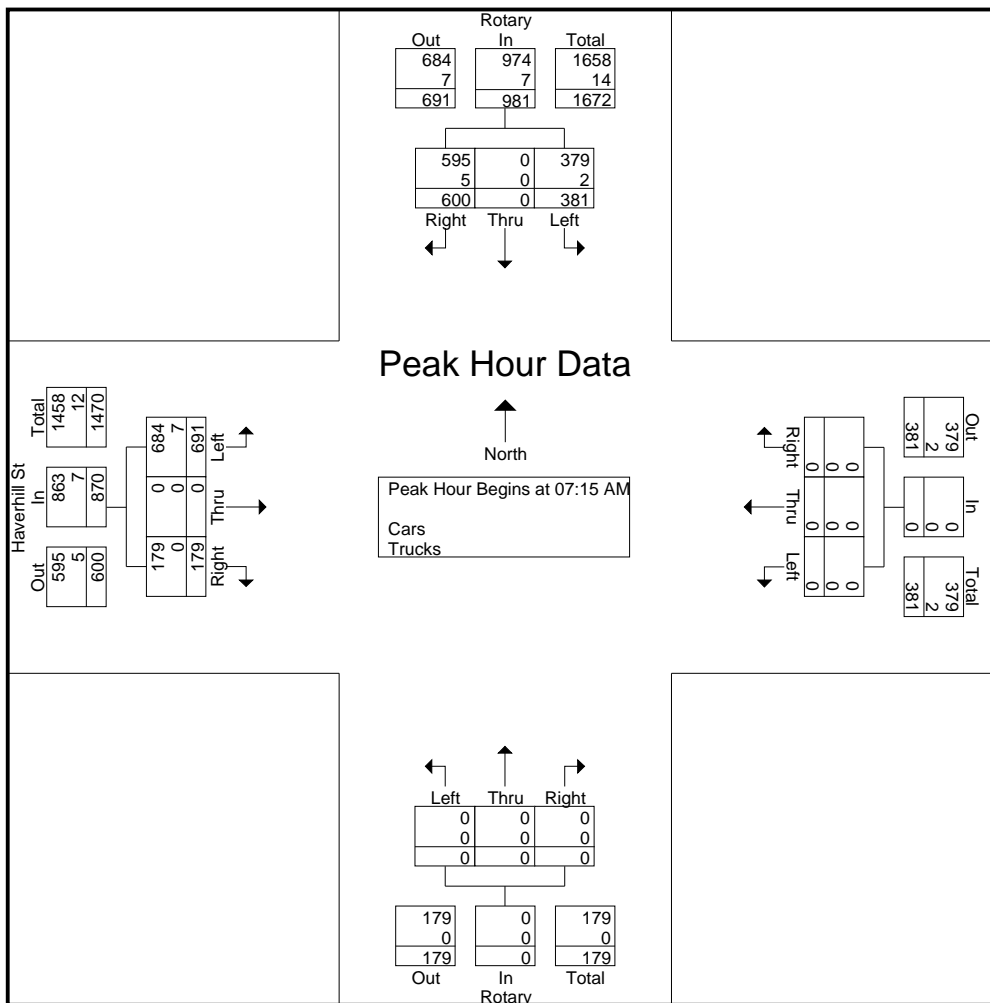 Rotary
Out In Total
684 974 1658
7 7 14
691 981 1672
595 0 379
5 0 2
600 0 381
Right Thru Left
Peak Hour Data
North
Peak Hour Begins at 07:15 AM
Cars
Trucks
Haverhill St
Out In Total
595 863 1458
5 7 12
600 870 1470
179 0 684
0 0 7
179 0 691
Right Thru Left
Out In Total
379 0 379
2 0 2
381 0 381
Right Thru Left
0 0 0
0 0 0
0 0 0
Left Thru Right
0 0 0
0 0 0
0 0 0
179 0 179
0 0 0
179 0 179
Out In Total
Rotary